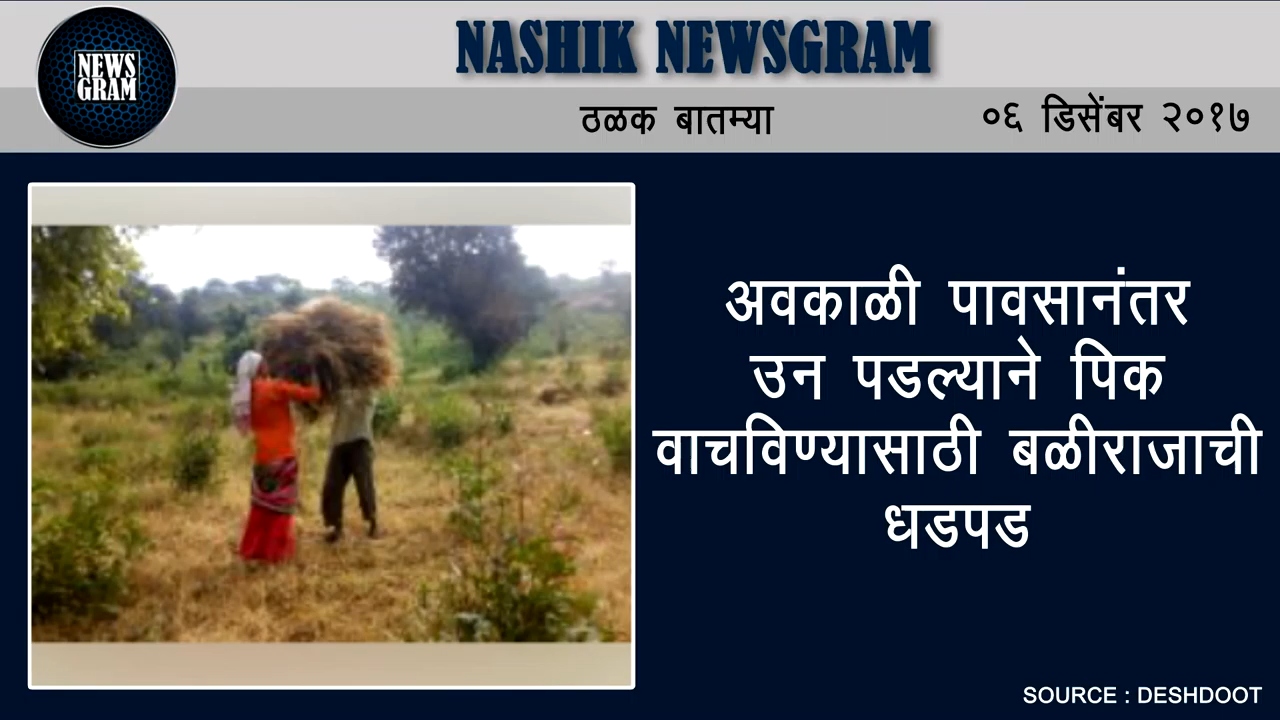 NEWS
GRAM
NASHIK NEWSGRAM
ठळक बातम्या
०६ डिसेंबर २०१७
अवकाळी पावसानंतर
उन पडल्याने पिक
वाचविण्यासाठी बळीराजाची
धडपड
SOURCE : DESHDOOT